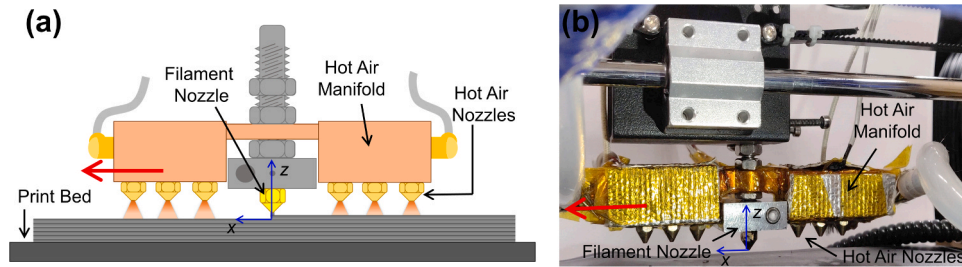 (a)
Filament
Nozzle
Hot Air
Manifold
Hot Air
Nozzles
Print Bed
z
x
(b)
Hot Air
Manifold
z
Filament Nozzle
x
Hot Air Nozzles